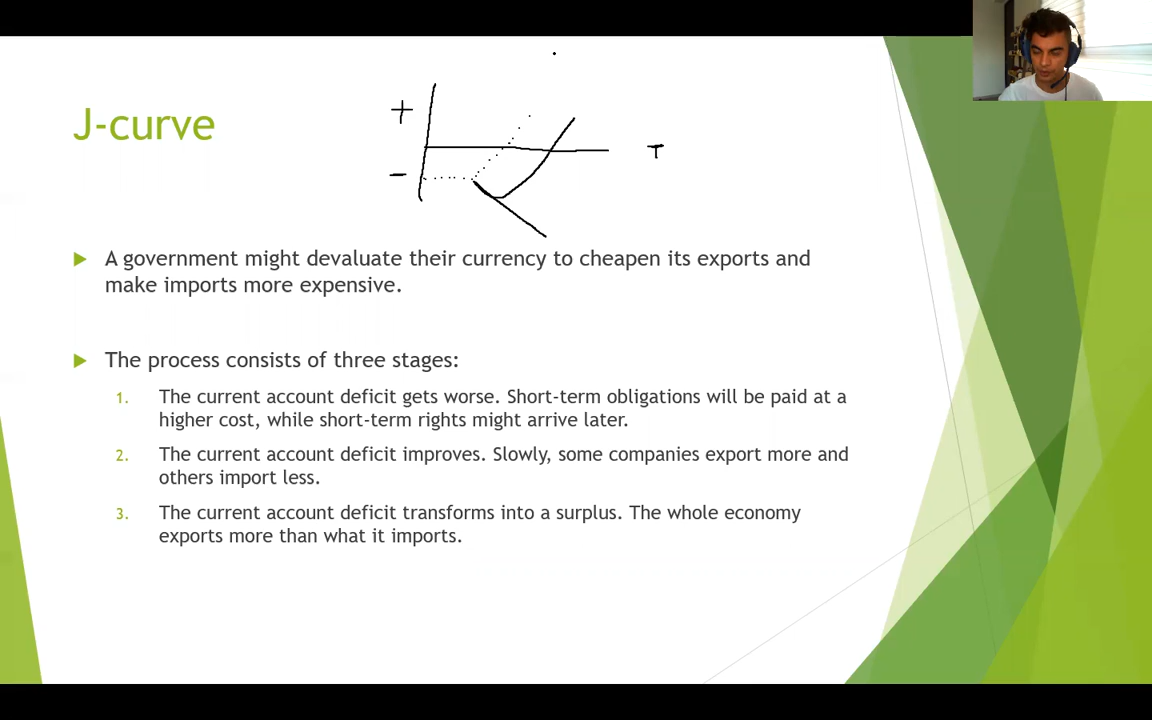 J-curve
+
-
T
A government might devaluate their currency to cheapen its exports and
make imports more expensive.
The process consists of three stages:
1. The current account deficit gets worse. Short-term obligations will be paid at a
higher cost, while short-term rights might arrive later.
2. The current account deficit improves. Slowly, some companies export more and
others import less.
3. The current account deficit transforms into a surplus. The whole economy
exports more than what it imports.